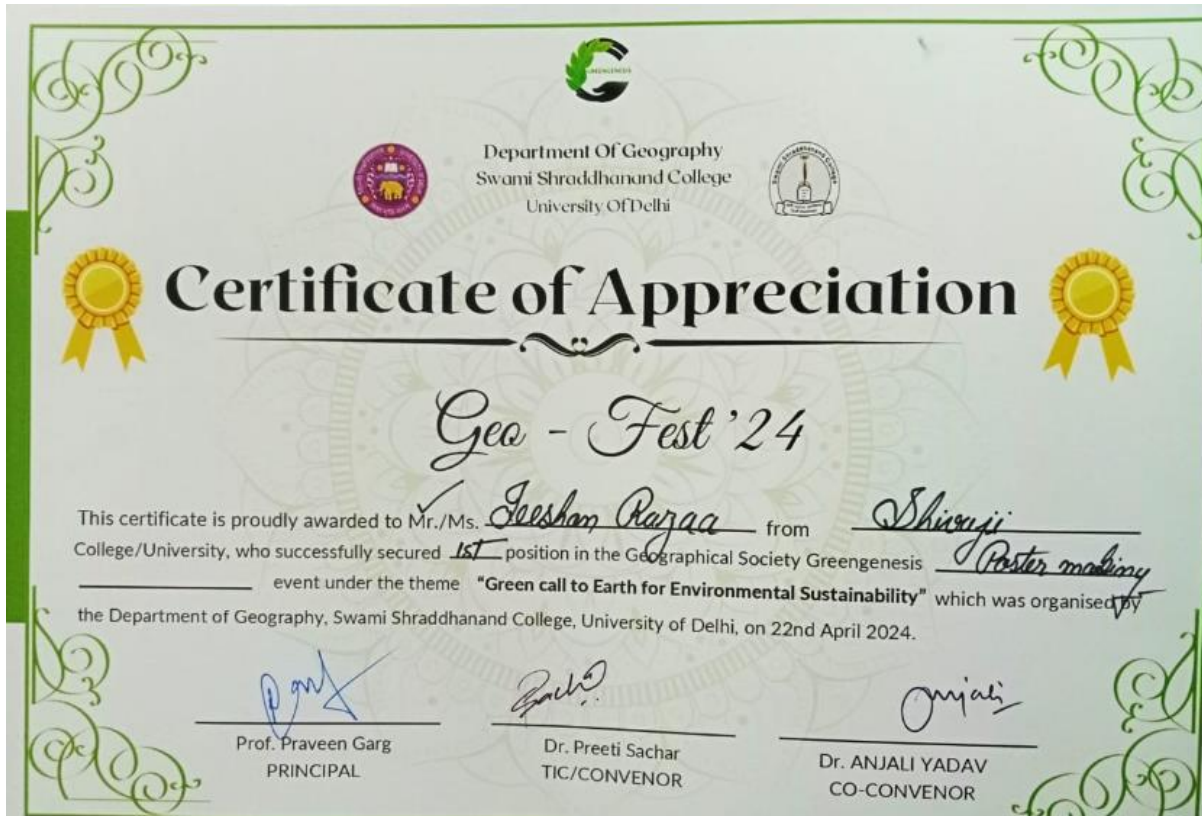 GREENGENESIS
Department Of Geography
Swami Shraddhanand College
University Of Delhi
Certificate of Appreciation
Geo - Fest '24
This certificate is proudly awarded to Mr./Ms. Jeeshan Razaa from Shivaji
College/University, who successfully secured 1ST position in the Geographical Society Greengenesis Poster making
event under the theme "Green call to Earth for Environmental Sustainability" which was organised by
the Department of Geography, Swami Shraddhanand College, University of Delhi, on 22nd April 2024.
Prof. Praveen Garg
PRINCIPAL
Dr. Preeti Sachar
TIC/CONVENOR
Anjali
Dr. ANJALI YADAV
CO-CONVENOR